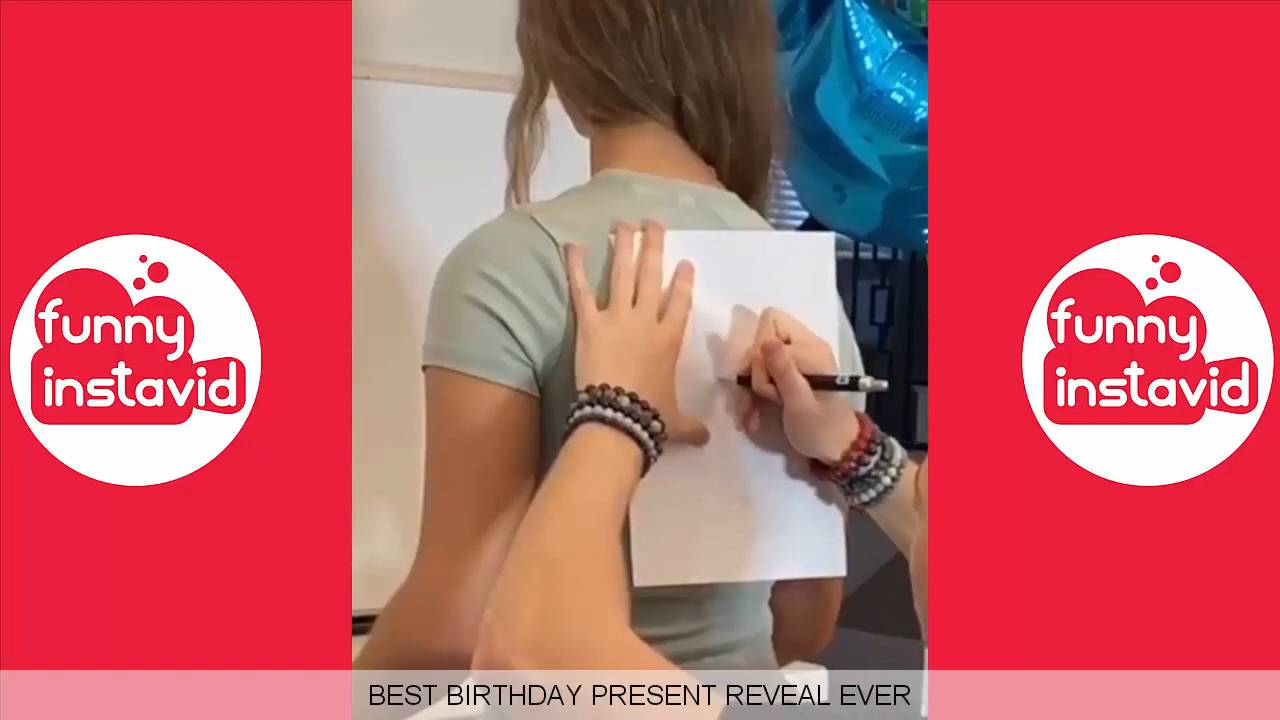 funny
instavid
funny
instavid
BEST BIRTHDAY PRESENT REVEAL EVER